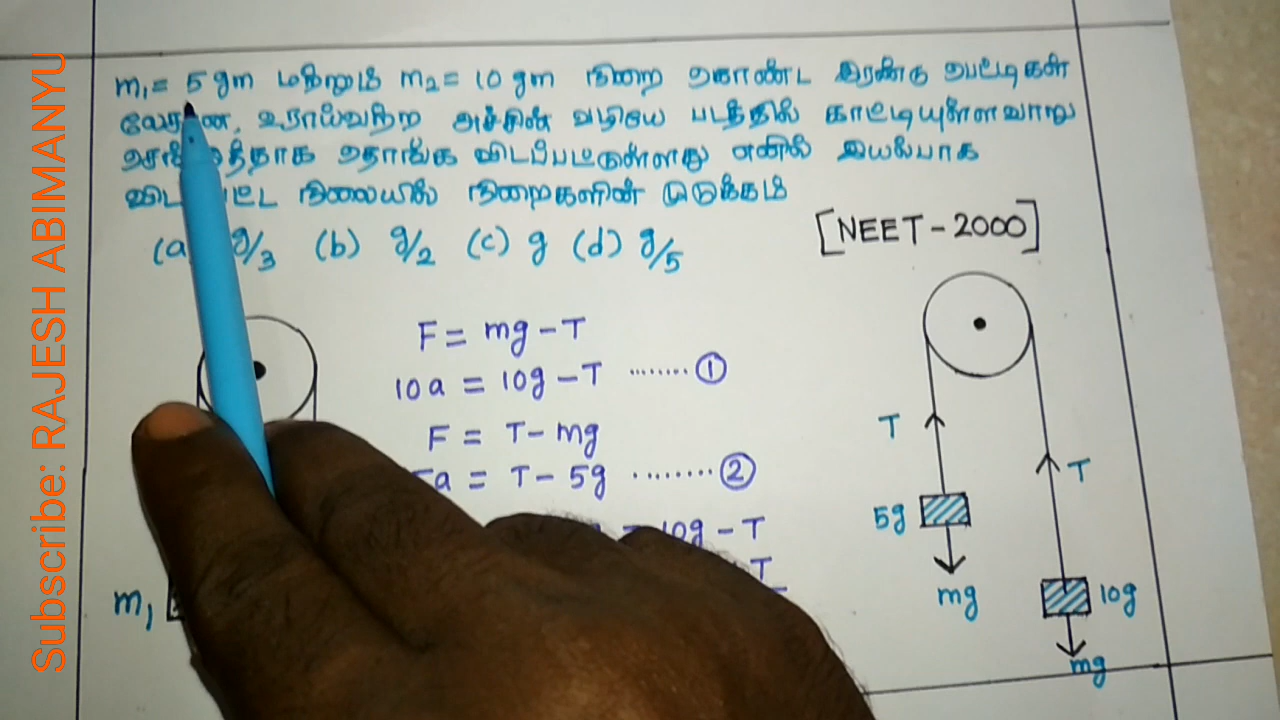 m₁ = 5 gm மற்றும் m₂ = 10 gm நிறை கொண்ட இரண்டு பெட்டிகள்
உராய்வற்ற அச்சின் வழியே படத்தில் காட்டியுள்ளவாறு
தொங்க விடப்பட்டுள்ளது எனில் இயல்பாக
நிலையில் நிறைகளின் முடுக்கம்
(a g/3 (b) g/2 (c) g (d) g/5
[NEET - 2000]
F = mg - T
10a = 10g - T ........ ①
F = T - mg
a = T - 5g ........ ②
10g - T
T
m₁
T
T
5g
mg
10g
mg
Subscribe: RAJESH ABIMANYU